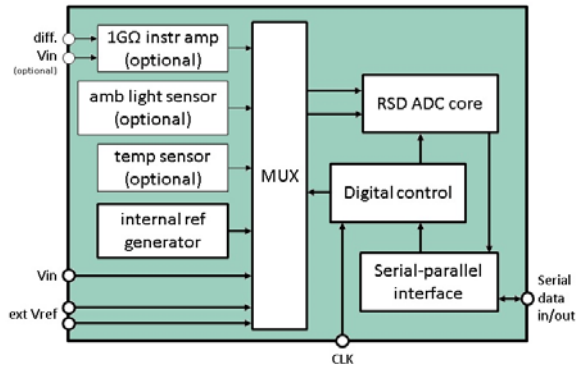 diff.
Vin
(optional)
1GΩ instr amp
(optional)
amb light sensor
(optional)
temp sensor
(optional)
internal ref
generator
Vin
ext Vref
MUX
RSD ADC core
Digital control
Serial-parallel
interface
Serial
data
in/out
CLK